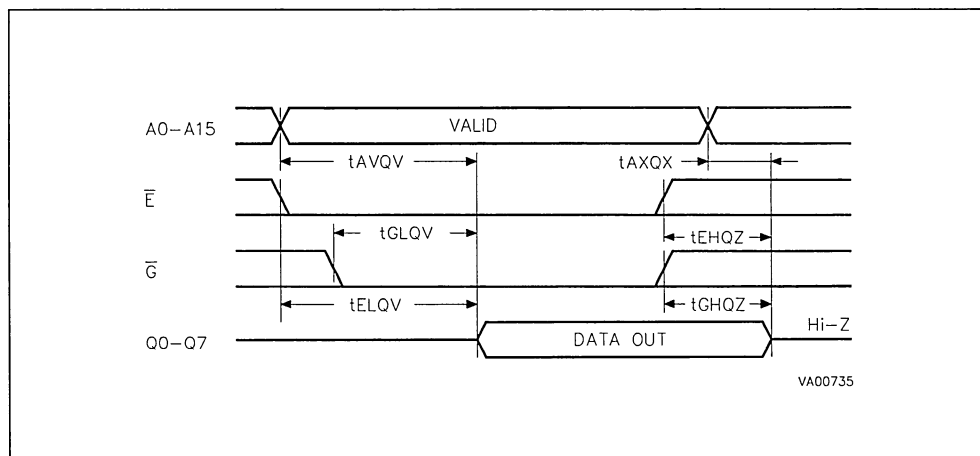 A0-A15
VALID
tAVQV
tAXQX
E
tGLQV
tEHQZ
G
tELQV
tGHQZ
Hi-Z
Q0-Q7
DATA OUT
VA00735